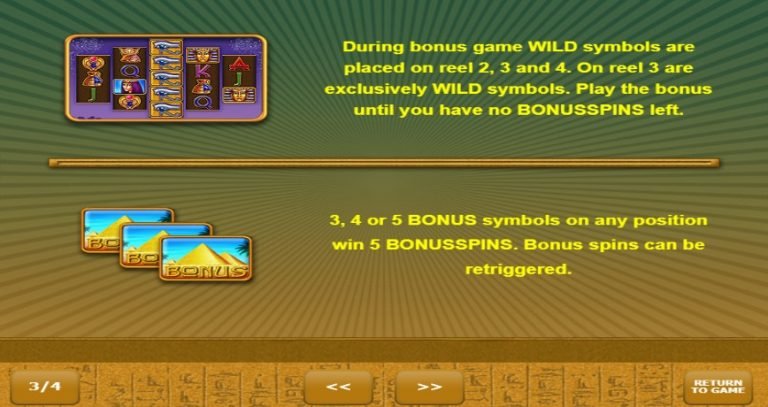 During bonus game WILD symbols are
placed on reel 2, 3 and 4. On reel 3 are
exclusively WILD symbols. Play the bonus
until you have no BONUSSPINS left.
J
Q
K
Q
A
J
BO
BO
BONUS
3, 4 or 5 BONUS symbols on any position
win 5 BONUSSPINS. Bonus spins can be
retriggered.
3/4
<<
>>
RETURN
TO GAME